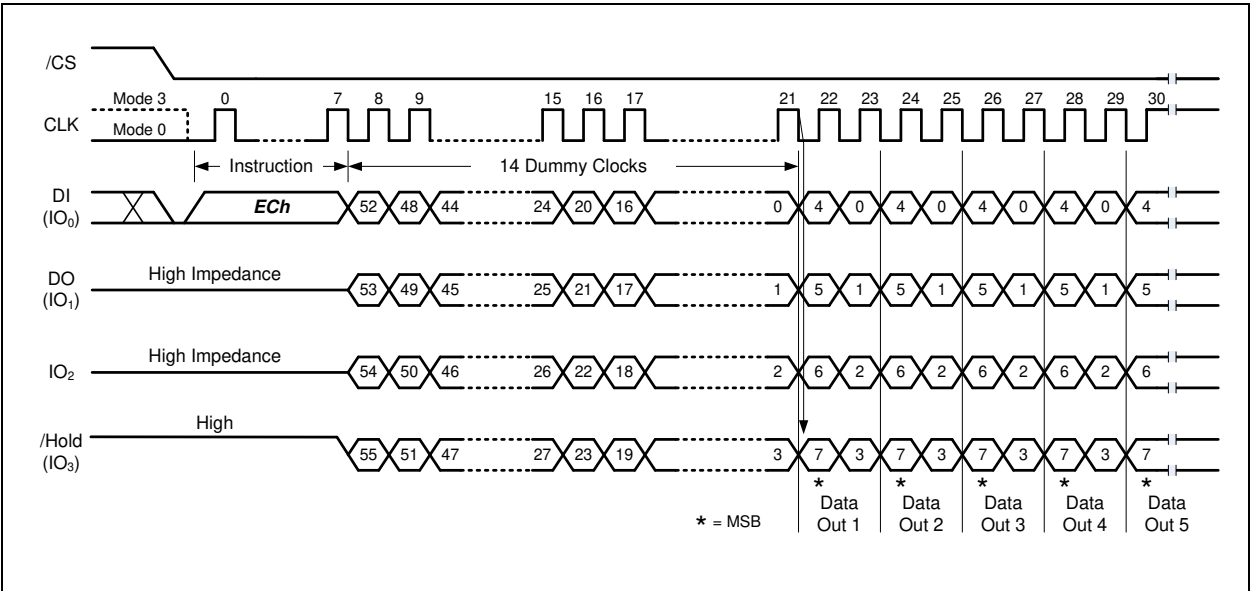 /CS
Mode 3 0 7 8 9 15 16 17 21 22 23 24 25 26 27 28 29 30
CLK
Mode 0
Instruction 14 Dummy Clocks
DI
(IO₀)
ECh 52 48 44 24 20 16 0 4 0 4 0 4 0 4 0 4
DO
(IO₁)
High Impedance
53 49 45 25 21 17 1 5 1 5 1 5 1 5 1 5
High Impedance
IO₂ 54 50 46 26 22 18 2 6 2 6 2 6 2 6 2 6
High
/Hold
(IO₃)
55 51 47 27 23 19 3 7 3 7 3 7 3 7 3 7
* * * * *
* = MSB
Data Out 1
Data Out 2
Data Out 3
Data Out 4
Data Out 5